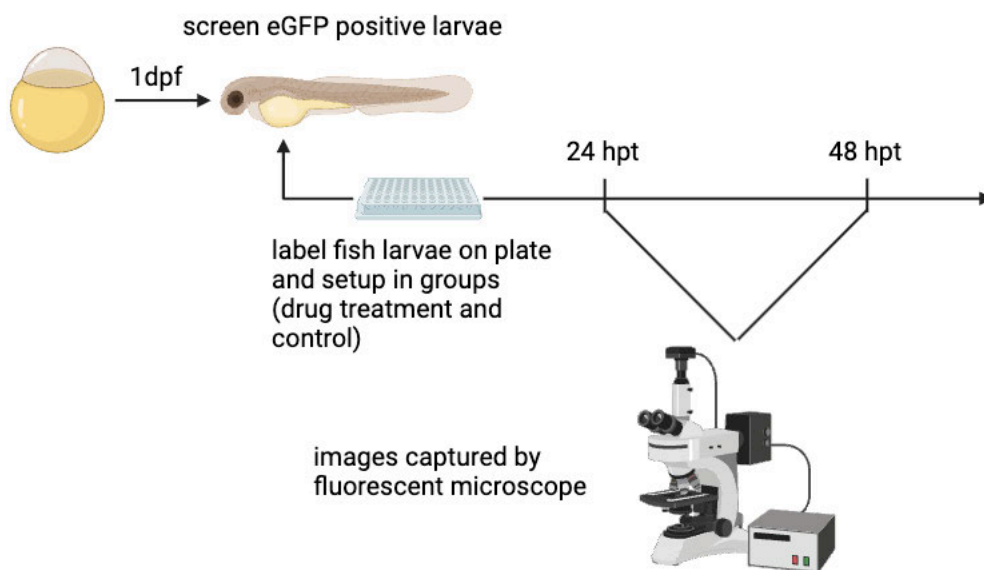 screen eGFP positive larvae
1dpf
24 hpt
48 hpt
label fish larvae on plate
and setup in groups
(drug treatment and
control)
images captured by
fluorescent microscope